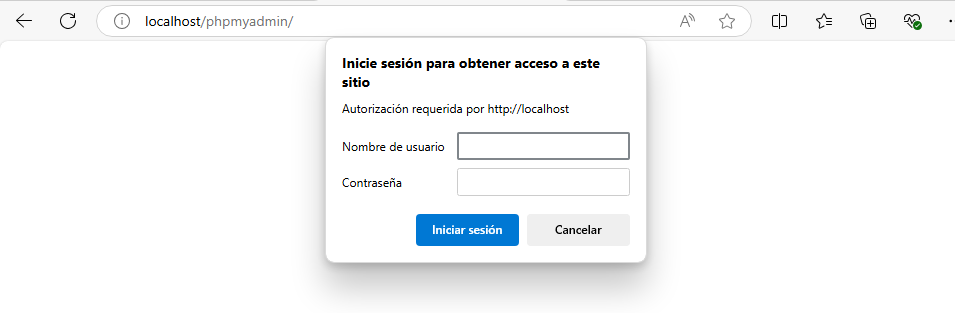 localhost/phpmyadmin/
Inicie sesión para obtener acceso a este
sitio
Autorización requerida por http://localhost
Nombre de usuario
Contraseña
Iniciar sesión
Cancelar